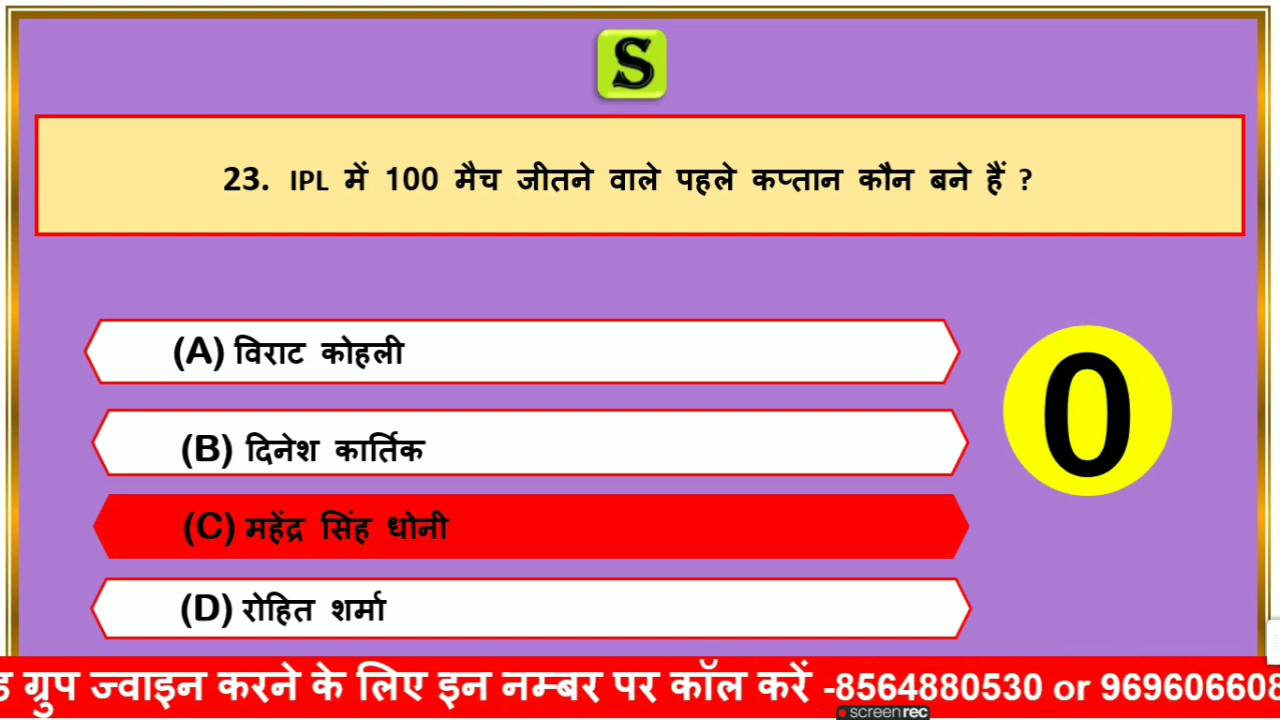 S
23. IPL में 100 मैच जीतने वाले पहले कप्तान कौन बने हैं ?
(A) विराट कोहली
0
(B) दिनेश कार्तिक
(C) महेंद्र सिंह धोनी
(D) रोहित शर्मा
ग्रुप ज्वाइन करने के लिए इन नम्बर पर कॉल करें -8564880530 or 969606608
screenrec